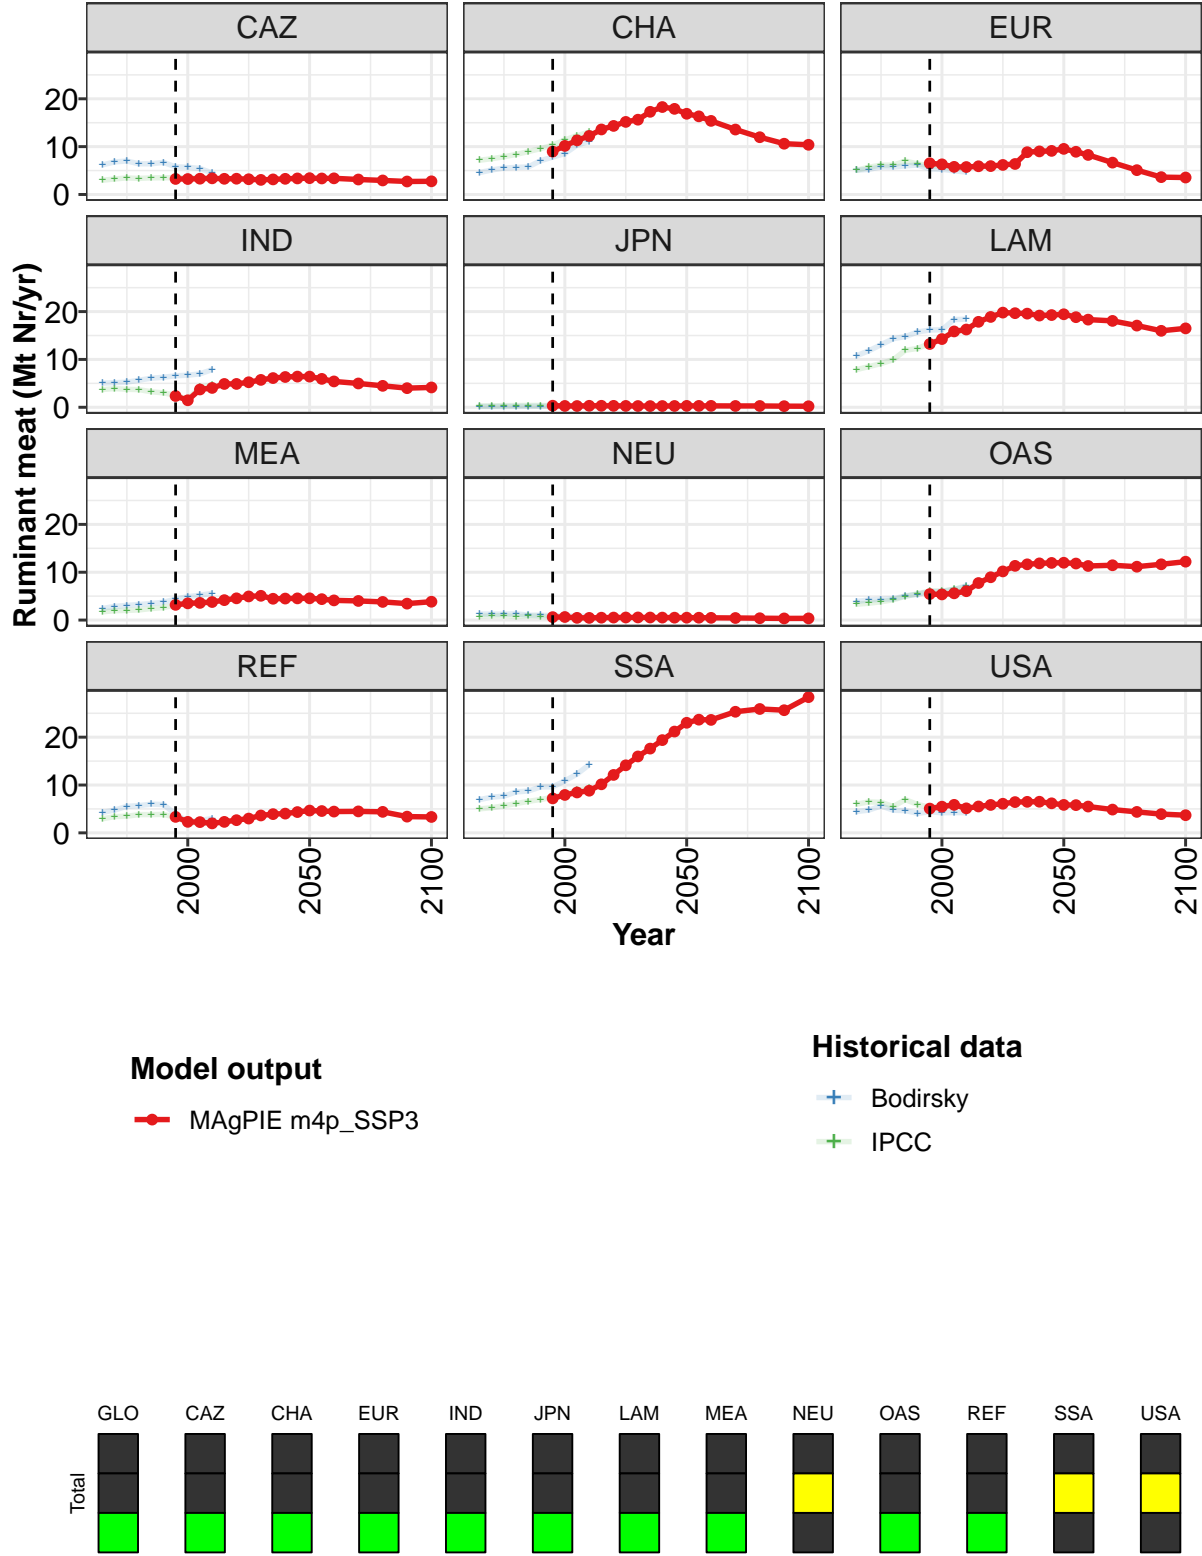 CAZ CHA EUR
20
10
0
IND JPN LAM
20
10
0
MEA NEU OAS
20
10
0
REF SSA USA
20
10
0
2000 2050 2100 2000 2050 2100 2000 2050 2100
Year
Ruminant meat (Mt Nr/yr)
Model output
MAgPIE m4p_SSP3
Historical data
Bodirsky
IPCC
GLO CAZ CHA EUR IND JPN LAM MEA NEU OAS REF SSA USA
Total